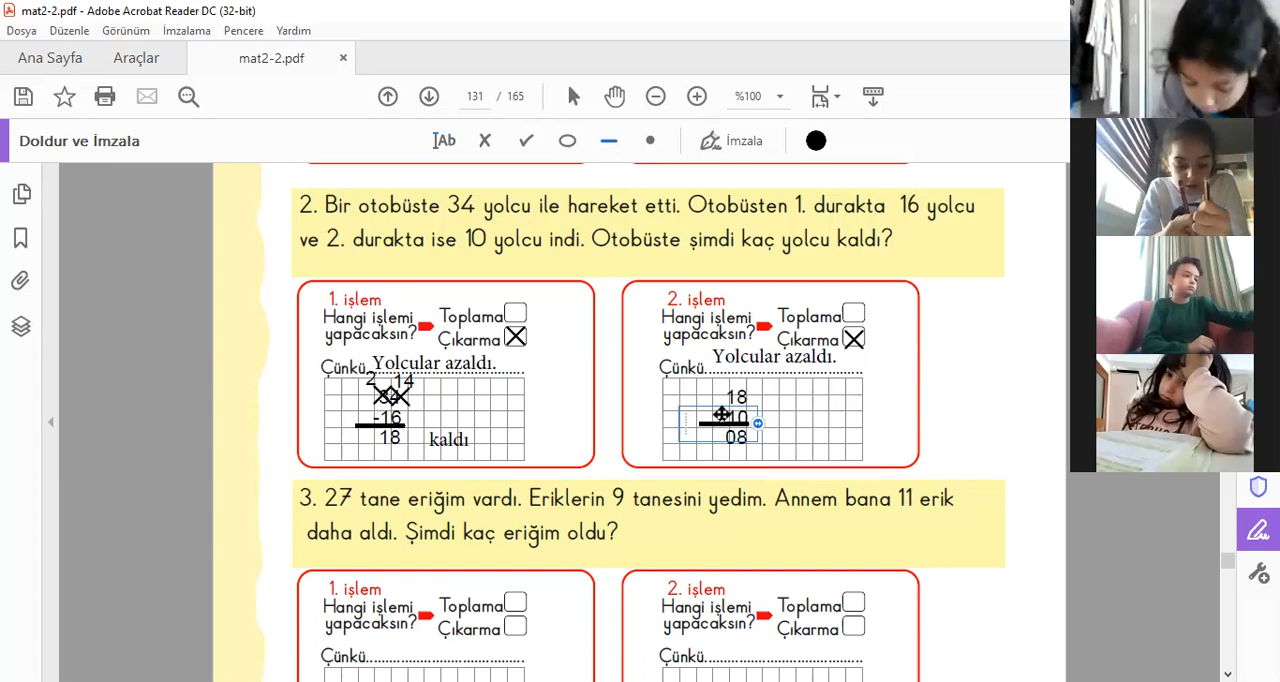 mat2-2.pdf - Adobe Acrobat Reader DC (32-bit)
Dosya Düzenle Görünüm İmzalama Pencere Yardım
Ana Sayfa Araçlar mat2-2.pdf ×
131 / 165 %100
Doldur ve İmzala Ab İmzala
2. Bir otobüste 34 yolcu ile hareket etti. Otobüsten 1. durakta 16 yolcu
ve 2. durakta ise 10 yolcu indi. Otobüste şimdi kaç yolcu kaldı?
1. işlem
Hangi işlemi
yapacaksın?
Toplama
Çıkarma
Çünkü Yolcular azaldı.
2 14
34
-16
18 kaldı
2. işlem
Hangi işlemi
yapacaksın?
Toplama
Çıkarma
Çünkü Yolcular azaldı.
18
10
08
3. 27 tane eriğim vardı. Eriklerin 9 tanesini yedim. Annem bana 11 erik
daha aldı. Şimdi kaç eriğim oldu?
1. işlem
Hangi işlemi
yapacaksın?
Toplama
Çıkarma
Çünkü
2. işlem
Hangi işlemi
yapacaksın?
Toplama
Çıkarma
Çünkü